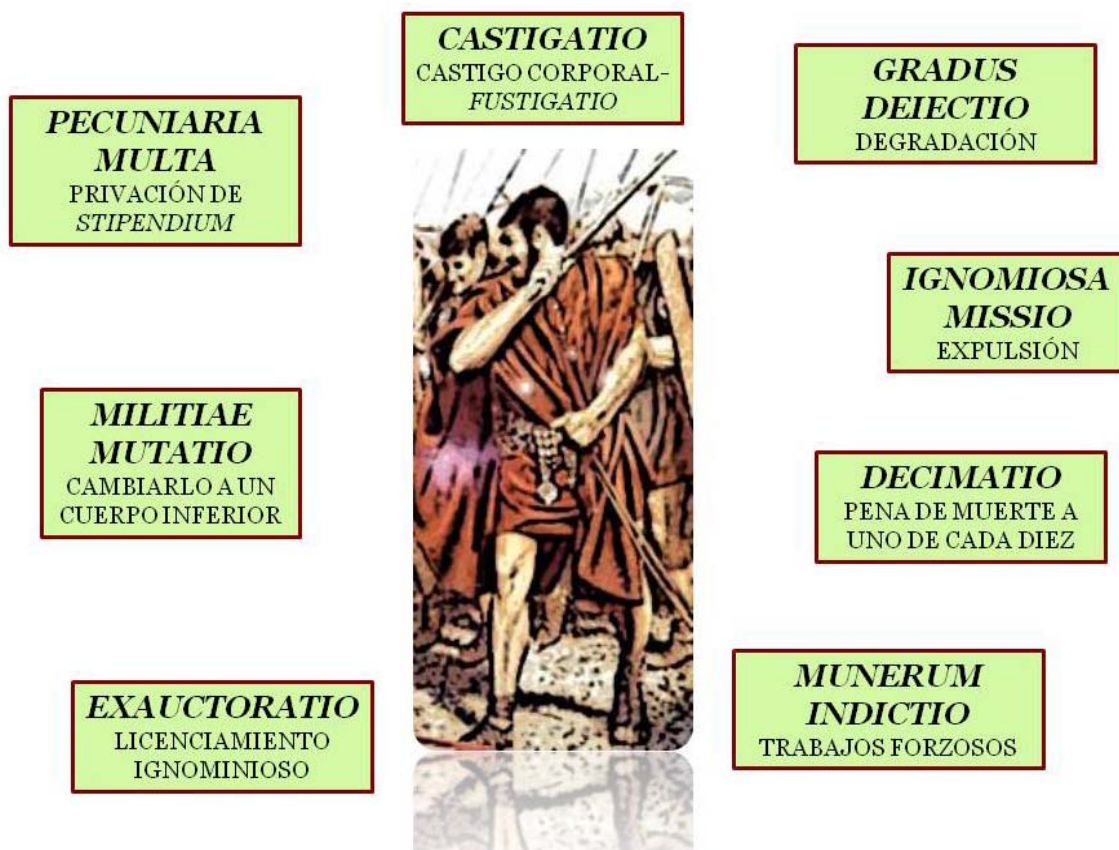 CASTIGATIO
CASTIGO CORPORAL-
FUSTIGATIO
GRADUS
DEIECTIO
DEGRADACIÓN
PECUNIARIA
MULTA
PRIVACIÓN DE
STIPENDIUM
IGNOMIOSA
MISSIO
EXPULSIÓN
MILITIAE
MUTATIO
CAMBIARLO A UN
CUERPO INFERIOR
DECIMATIO
PENA DE MUERTE A
UNO DE CADA DIEZ
EXAUCTORATIO
LICENCIAMIENTO
IGNOMINIOSO
MUNERUM
INDICTIO
TRABAJOS FORZOSOS